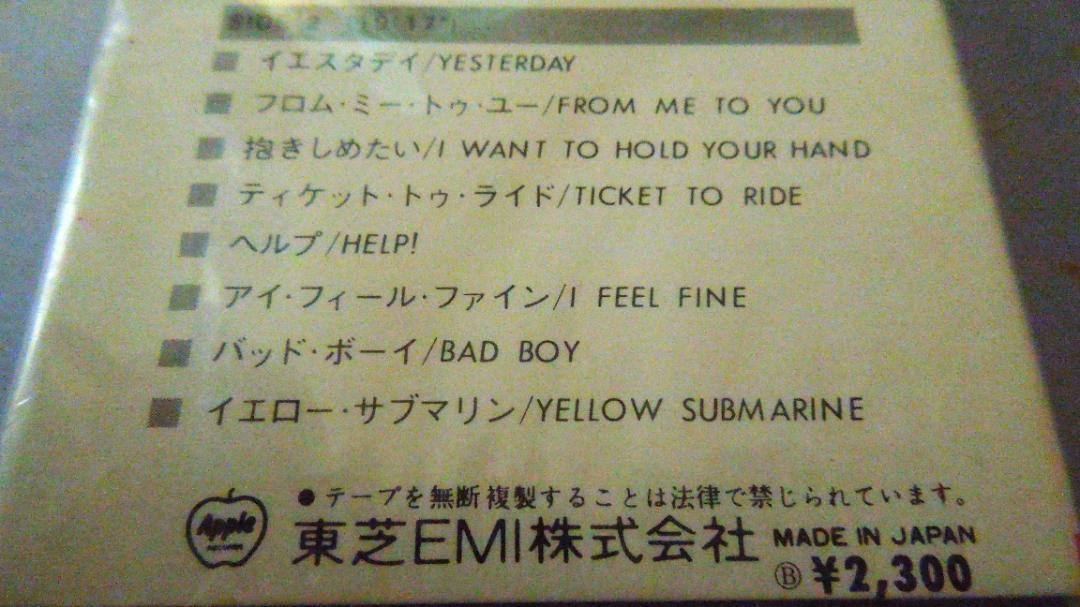 SIDE 2 (19'17")
■ イエスタデイ/YESTERDAY
■ フロム・ミー・トゥ・ユー/FROM ME TO YOU
■ 抱きしめたい/I WANT TO HOLD YOUR HAND
■ ティケット・トゥ・ライド/TICKET TO RIDE
■ ヘルプ/HELP!
■ アイ・フィール・ファイン/I FEEL FINE
■ バッド・ボーイ/BAD BOY
■ イエロー・サブマリン/YELLOW SUBMARINE
●テープを無断複製することは法律で禁じられています。
Apple
東芝EMI株式会社 MADE IN JAPAN
Ⓑ ¥2,300